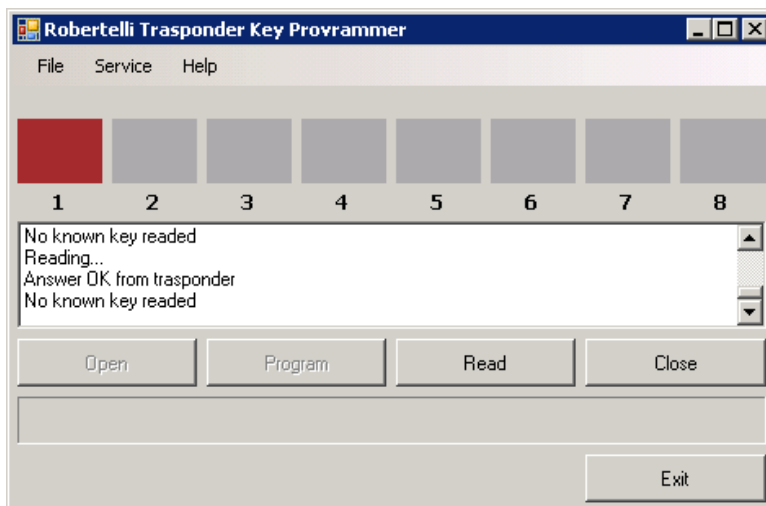 Robertelli Trasponder Key Provrammer
File Service Help
1 2 3 4 5 6 7 8
No known key readed
Reading...
Answer OK from trasponder
No known key readed
Open Program Read Close
Exit